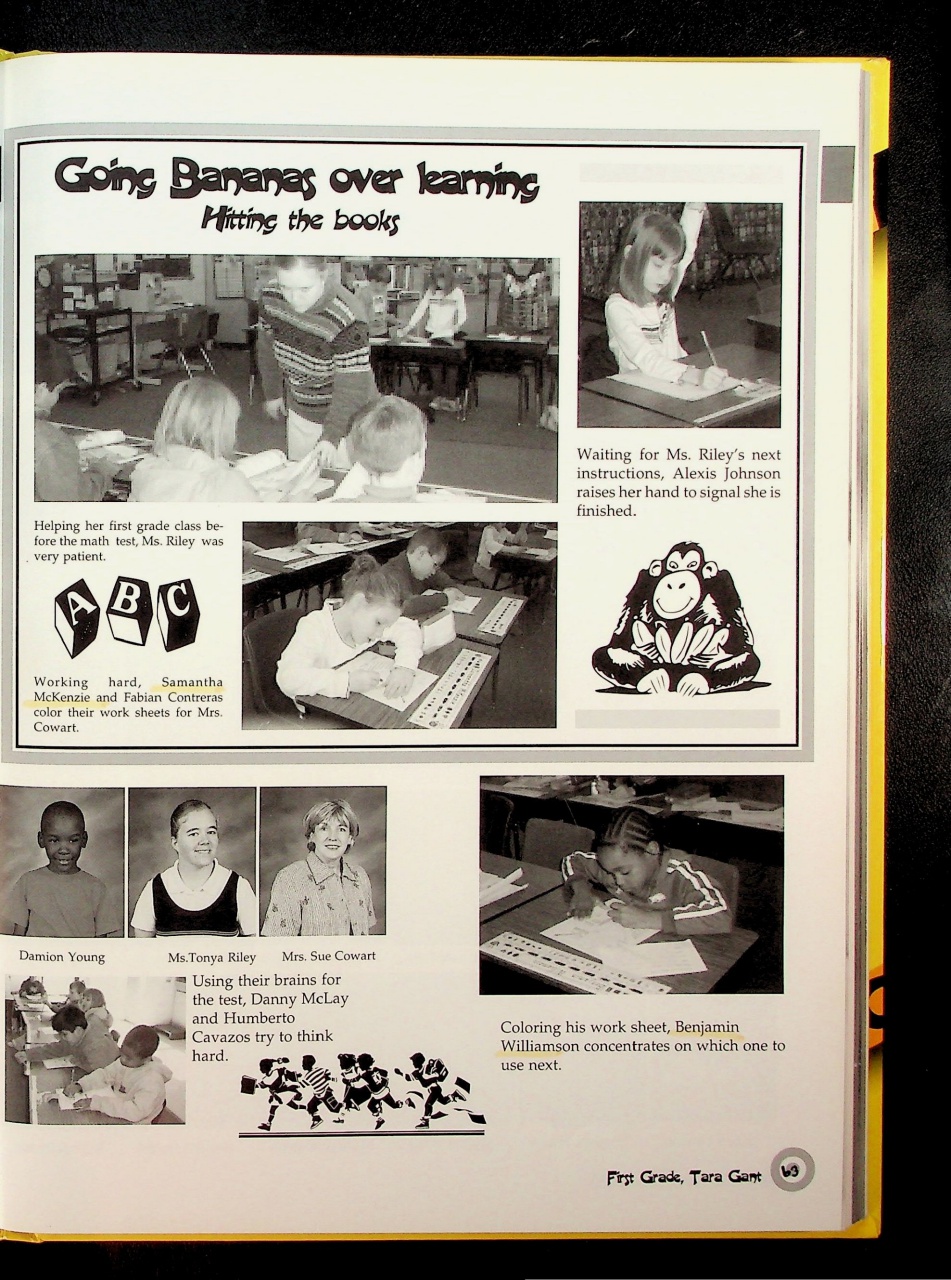 Going Bananas over learning
Hitting the books
Waiting for Ms. Riley's next
instructions, Alexis Johnson
raises her hand to signal she is
finished.
Helping her first grade class be-
fore the math test, Ms. Riley was
very patient.
A B C
Working hard, Samantha
McKenzie and Fabian Contreras
color their work sheets for Mrs.
Cowart.
Damion Young
Ms.Tonya Riley
Mrs. Sue Cowart
Using their brains for
the test, Danny McLay
and Humberto
Cavazos try to think
hard.
Coloring his work sheet, Benjamin
Williamson concentrates on which one to
use next.
First Grade, Tara Gant
63